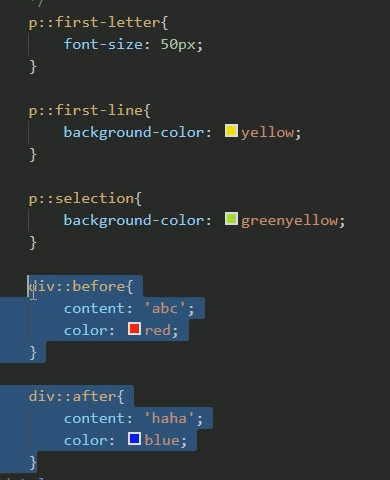 */
p::first-letter{
font-size: 50px;
}
p::first-line{
background-color: yellow;
}
p::selection{
background-color: greenyellow;
}
div::before{
content: 'abc';
color: red;
}
div::after{
content: 'haha';
color: blue;
}